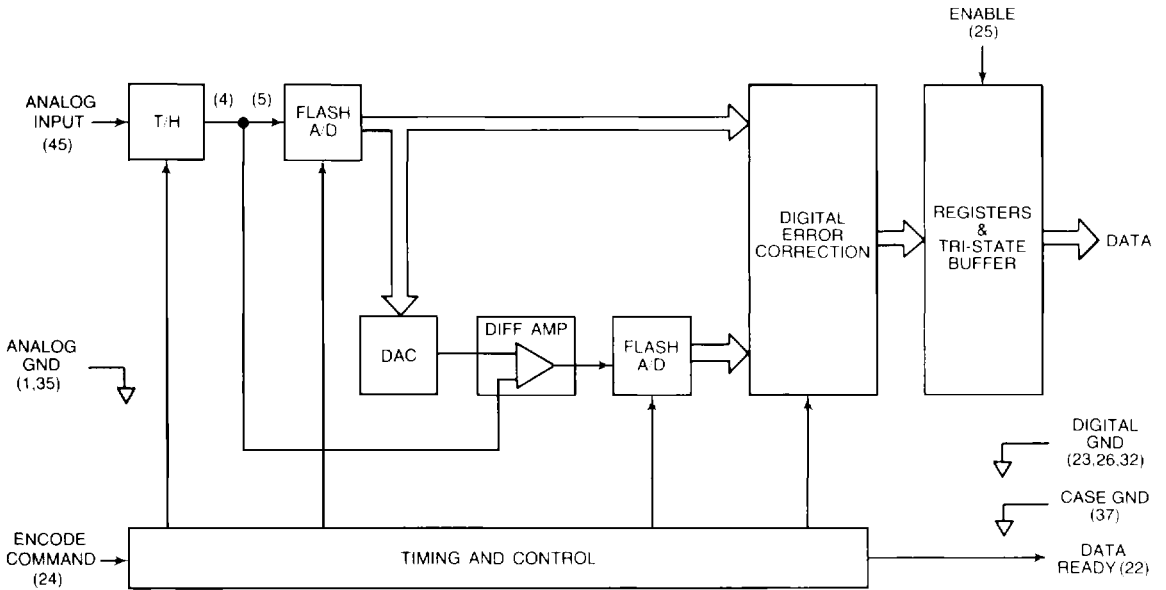 ENABLE
(25)
ANALOG
INPUT
(45)
T/H
(4)
(5)
FLASH
A/D
DIGITAL
ERROR
CORRECTION
REGISTERS
&
TRI-STATE
BUFFER
DATA
ANALOG
GND
(1,35)
DAC
DIFF AMP
FLASH
A/D
DIGITAL
GND
(23,26,32)
CASE GND
(37)
ENCODE
COMMAND
(24)
TIMING AND CONTROL
DATA
READY (22)